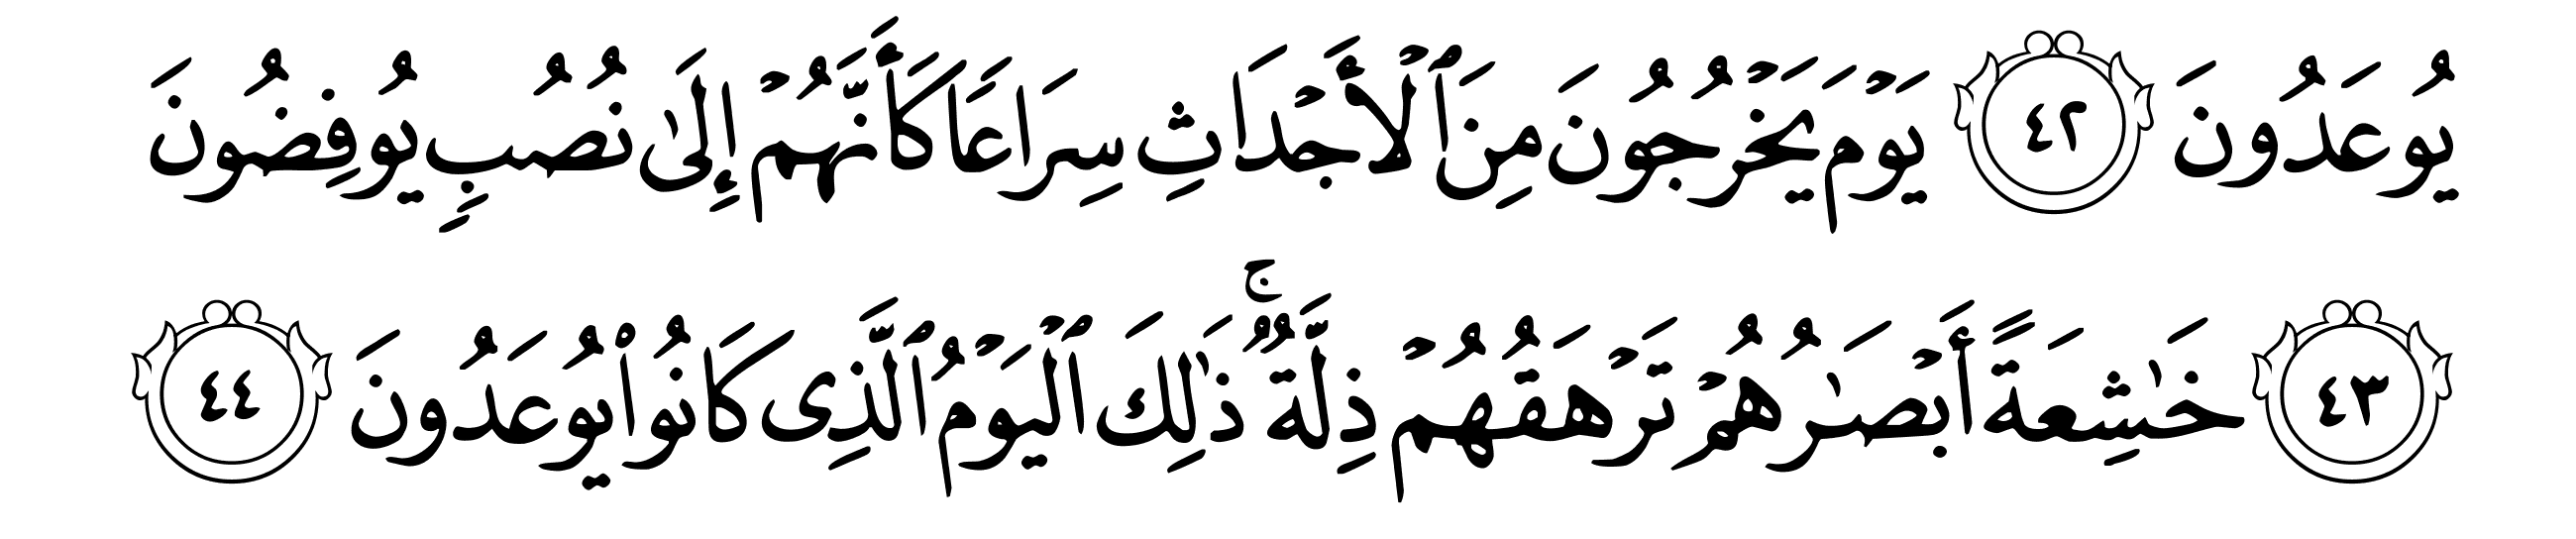 يُوعَدُونَ ٤٢ يَوۡمَ يَخۡرُجُونَ مِنَ ٱلۡأَجۡدَاثِ سِرَاعٗا كَأَنَّهُمۡ إِلَىٰ نُصُبٖ يُوفِضُونَ
٤٣ خَٰشِعَةً أَبۡصَٰرُهُمۡ تَرۡهَقُهُمۡ ذِلَّةٞۚ ذَٰلِكَ ٱلۡيَوۡمُ ٱلَّذِي كَانُواْ يُوعَدُونَ ٤٤